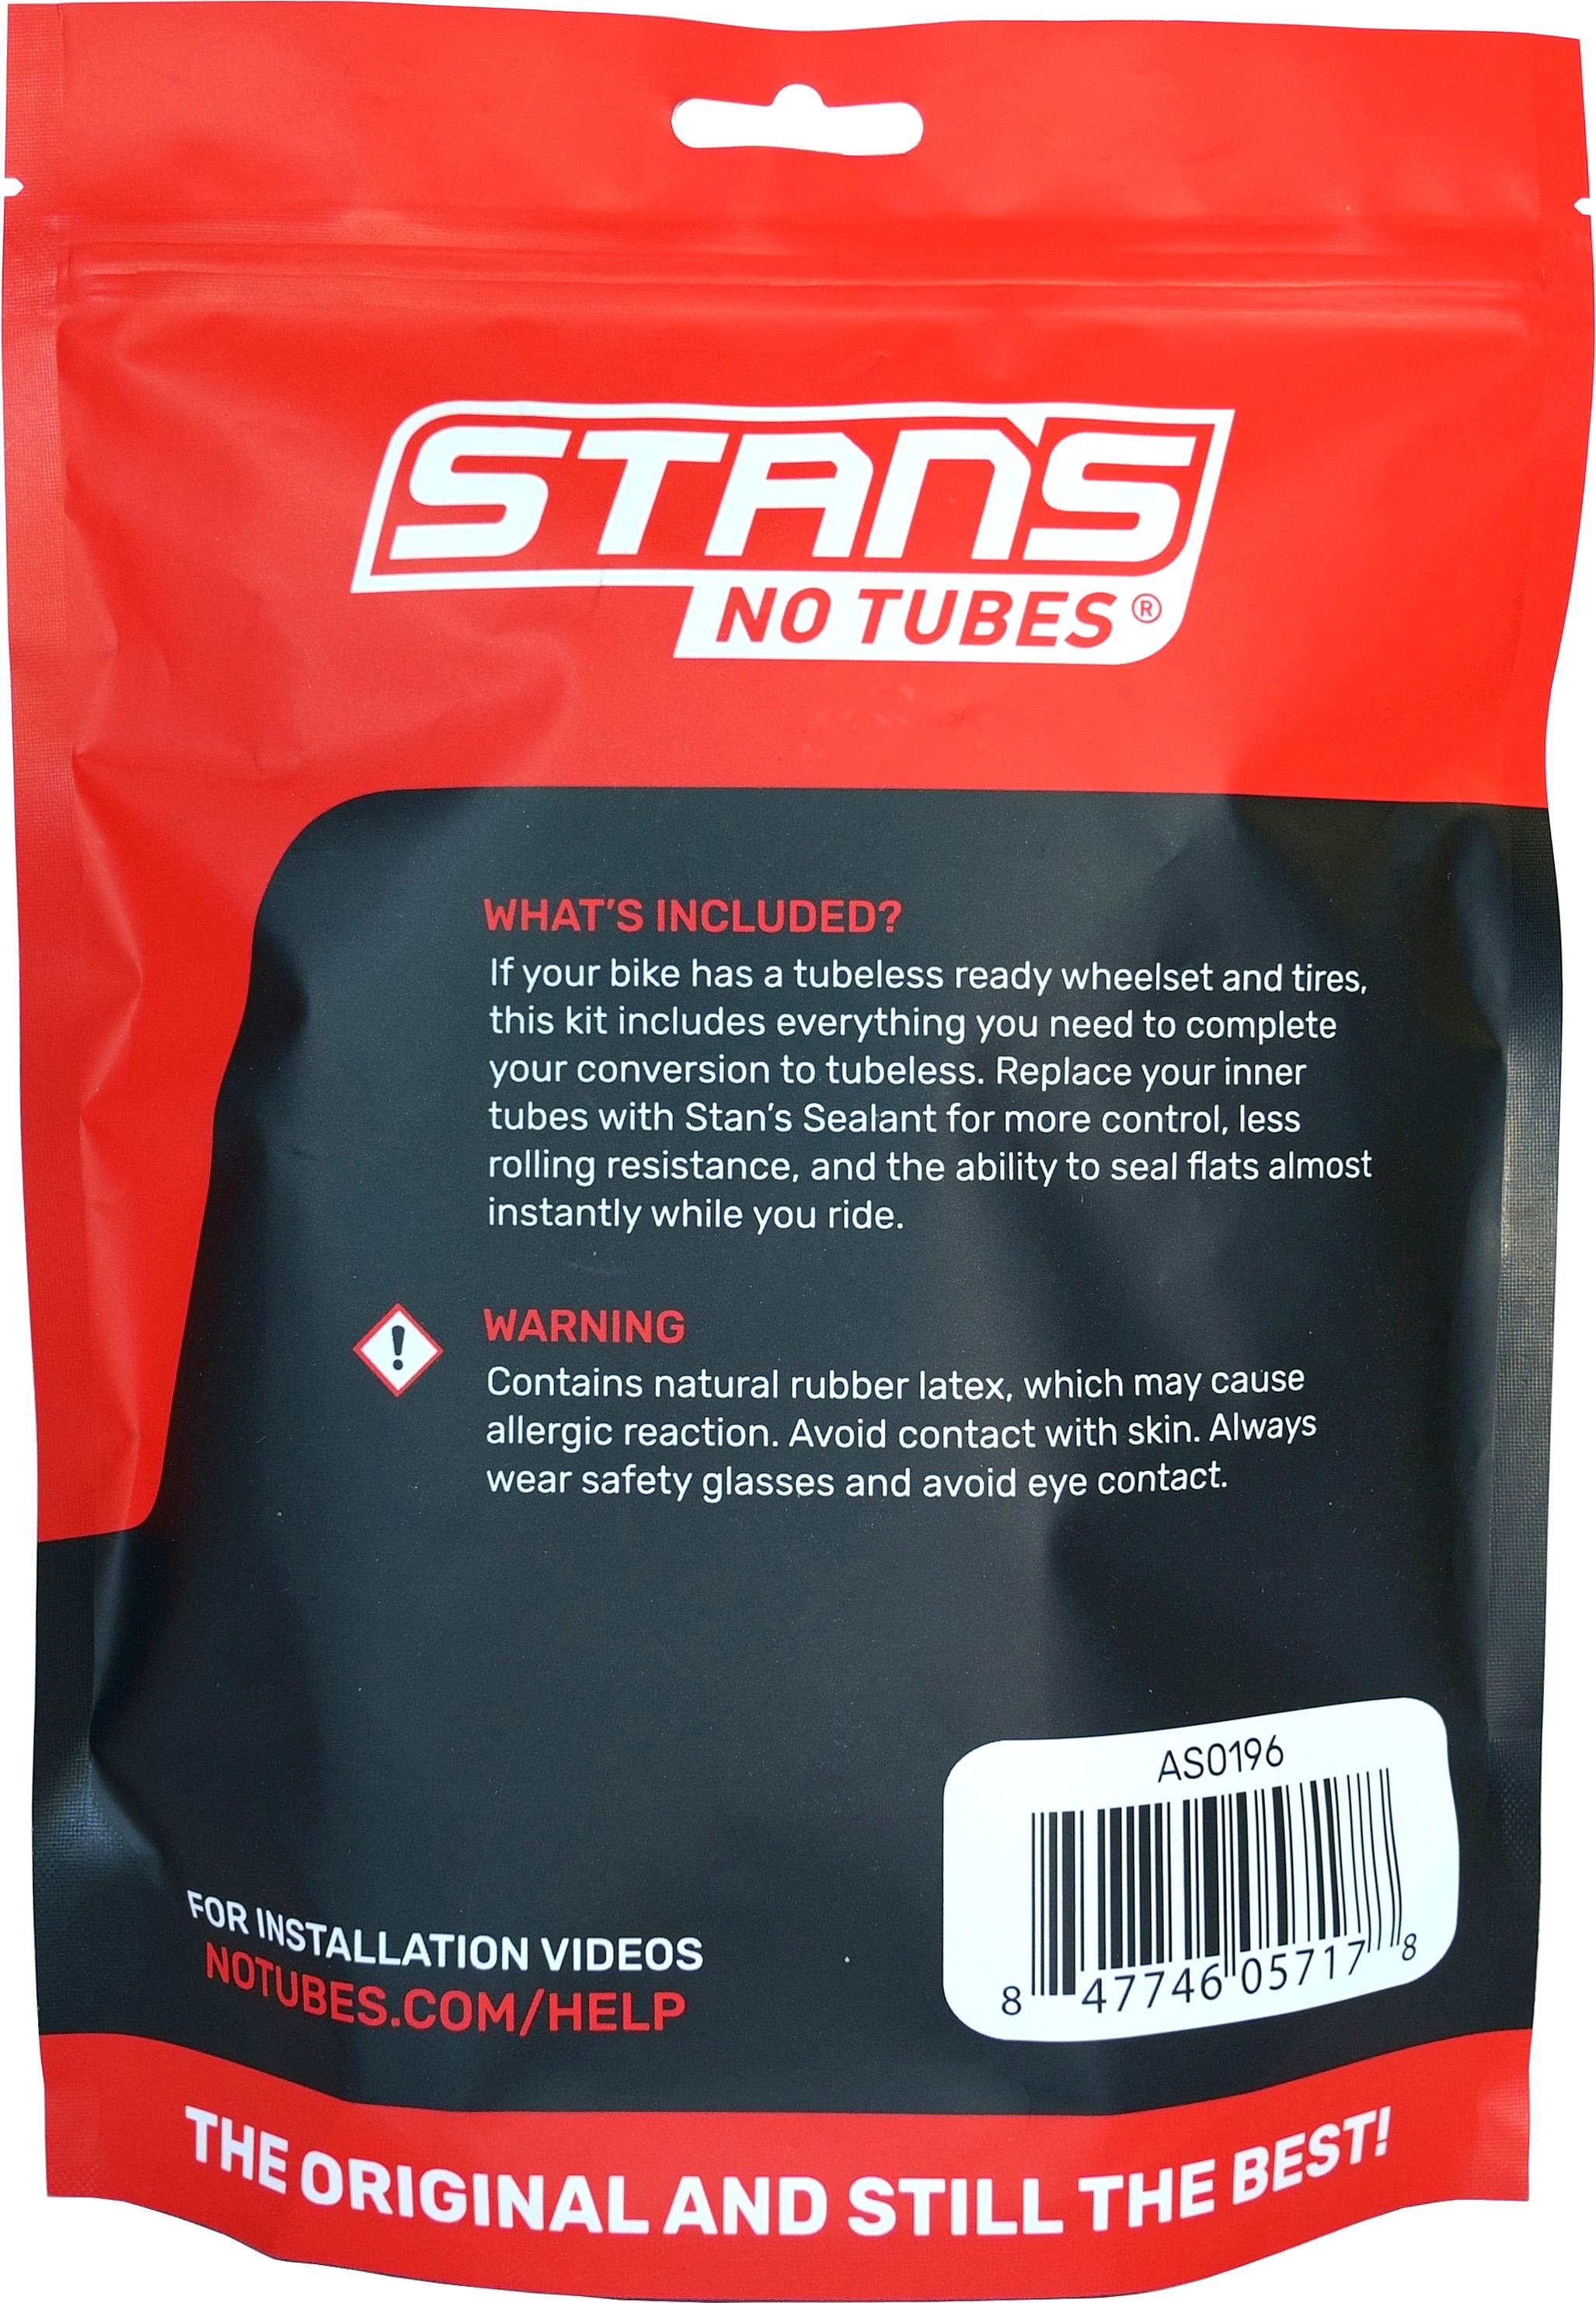 STAN'S
NO TUBES®
WHAT'S INCLUDED?
If your bike has a tubeless ready wheelset and tires,
this kit includes everything you need to complete
your conversion to tubeless. Replace your inner
tubes with Stan's Sealant for more control, less
rolling resistance, and the ability to seal flats almost
instantly while you ride.
!
WARNING
Contains natural rubber latex, which may cause
allergic reaction. Avoid contact with skin. Always
wear safety glasses and avoid eye contact.
AS0196
8 47746 05717 8
FOR INSTALLATION VIDEOS
NOTUBES.COM/HELP
THE ORIGINAL AND STILL THE BEST!